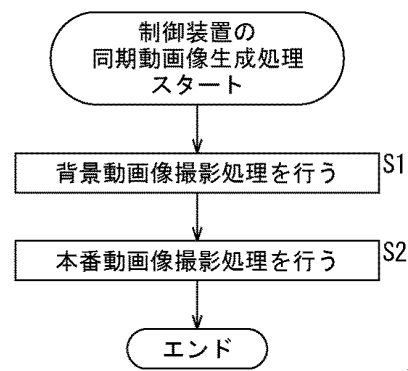 制御装置の
同期動画像生成処理
スタート
背景動画像撮影処理を行う
S1
本番動画像撮影処理を行う
S2
エンド